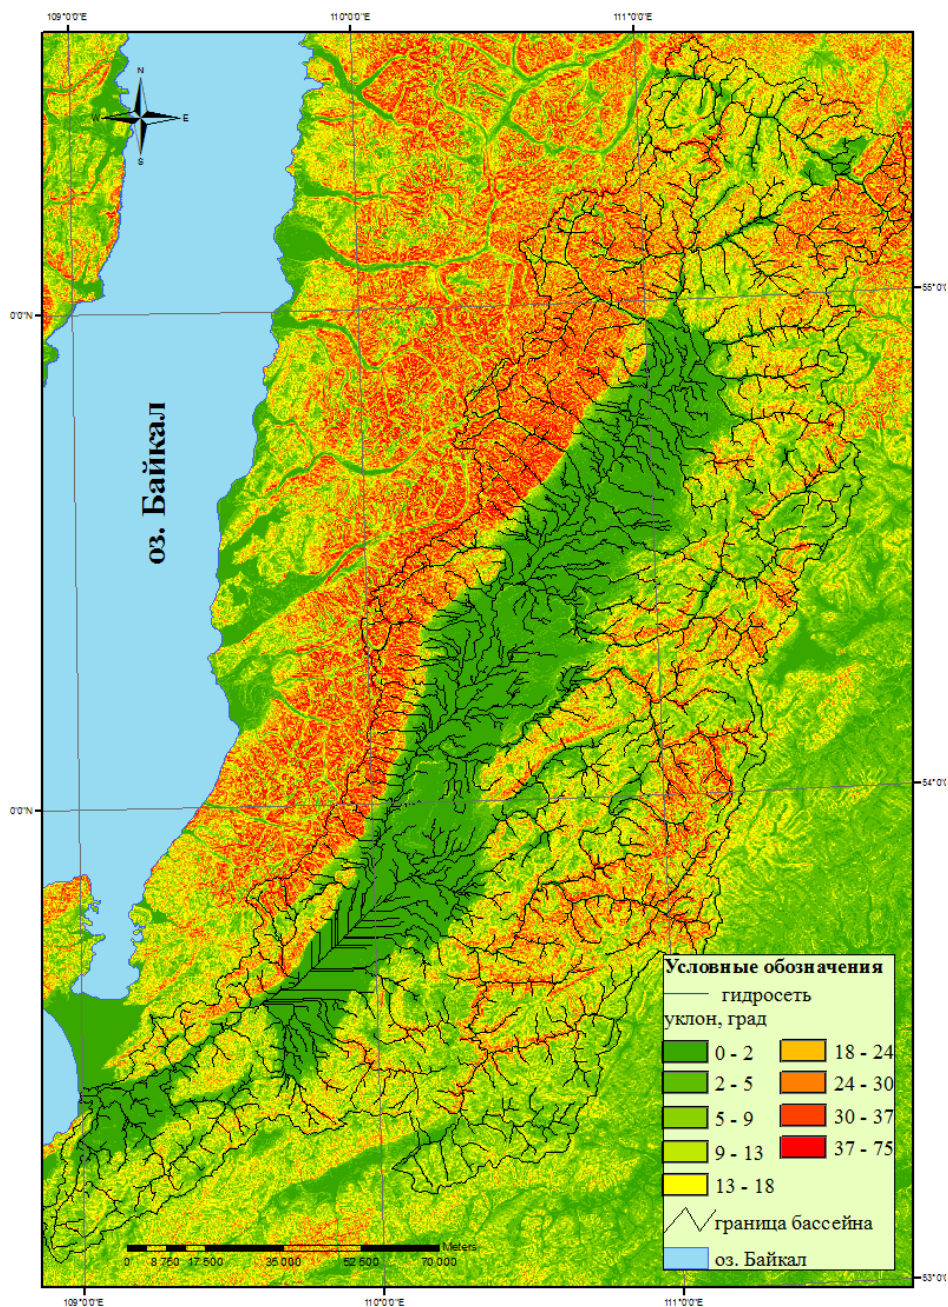 109°0'0"E 110°0'0"E 111°0'0"E
N
W E
S
55°0'0
0'0"N
оз. Байкал
54°0'0
0'0"N
Условные обозначения
гидросеть
уклон, град
0 - 2 18 - 24
2 - 5 24 - 30
5 - 9 30 - 37
9 - 13 37 - 75
13 - 18
граница бассейна
оз. Байкал
Meters
0 8 750 17 500 35 000 52 500 70 000
53°0'0
109°0'0"E 110°0'0"E 111°0'0"E